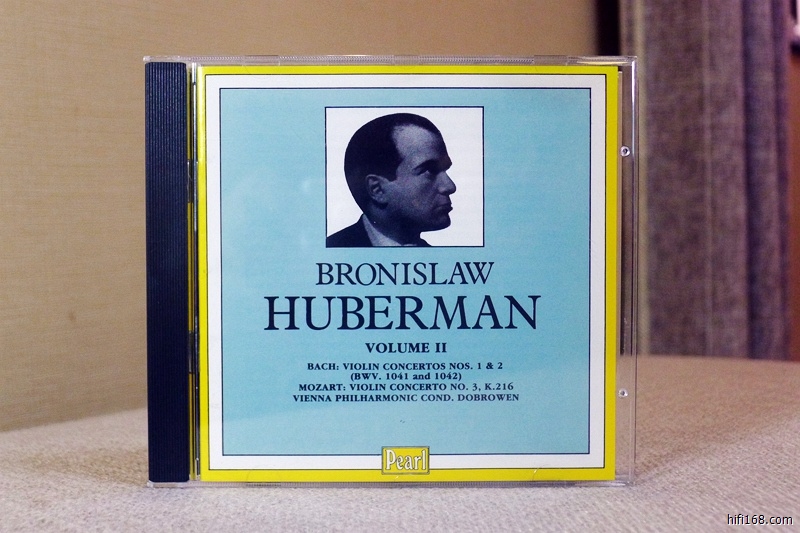 BRONISLAW
HUBERMAN
VOLUME II
BACH: VIOLIN CONCERTOS NOS. 1 & 2
(BWV. 1041 and 1042)
MOZART: VIOLIN CONCERTO NO. 3, K.216
VIENNA PHILHARMONIC COND. DOBROWEN
Pearl
hifi168.com